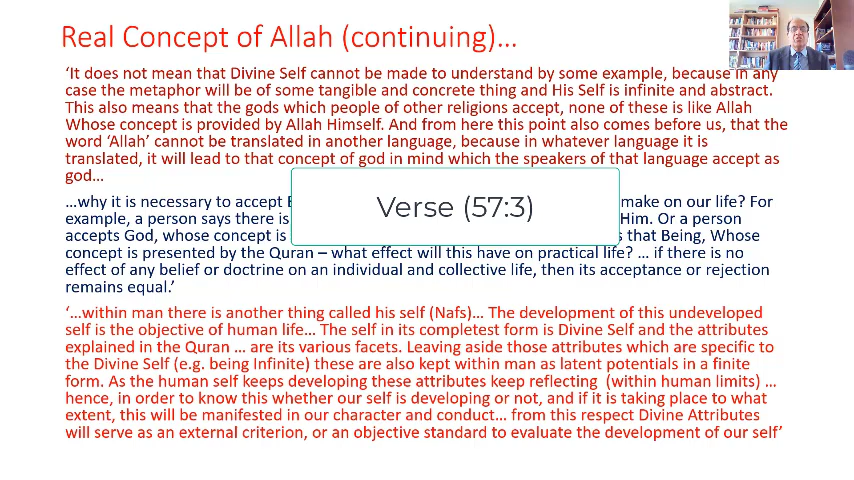 Real Concept of Allah (continuing)…
‘It does not mean that Divine Self cannot be made to understand by some example, because in any
case the metaphor will be of some tangible and concrete thing and His Self is infinite and abstract.
This also means that the gods which people of other religions accept, none of these is like Allah
Whose concept is provided by Allah Himself. And from here this point also comes before us, that the
word ‘Allah’ cannot be translated in another language, because in whatever language it is
translated, it will lead to that concept of god in mind which the speakers of that language accept as
god…
…why it is necessary to accept make on our life? For
example, a person says there is Him. Or a person
accepts God, whose concept is that Being, Whose
Verse (57:3)
concept is presented by the Quran – what effect will this have on practical life? … if there is no
effect of any belief or doctrine on an individual and collective life, then its acceptance or rejection
remains equal.’
‘…within man there is another thing called his self (Nafs)… The development of this undeveloped
self is the objective of human life… The self in its completest form is Divine Self and the attributes
explained in the Quran … are its various facets. Leaving aside those attributes which are specific to
the Divine Self (e.g. being Infinite) these are also kept within man as latent potentials in a finite
form. As the human self keeps developing these attributes keep reflecting (within human limits) …
hence, in order to know this whether our self is developing or not, and if it is taking place to what
extent, this will be manifested in our character and conduct… from this respect Divine Attributes
will serve as an external criterion, or an objective standard to evaluate the development of our self’